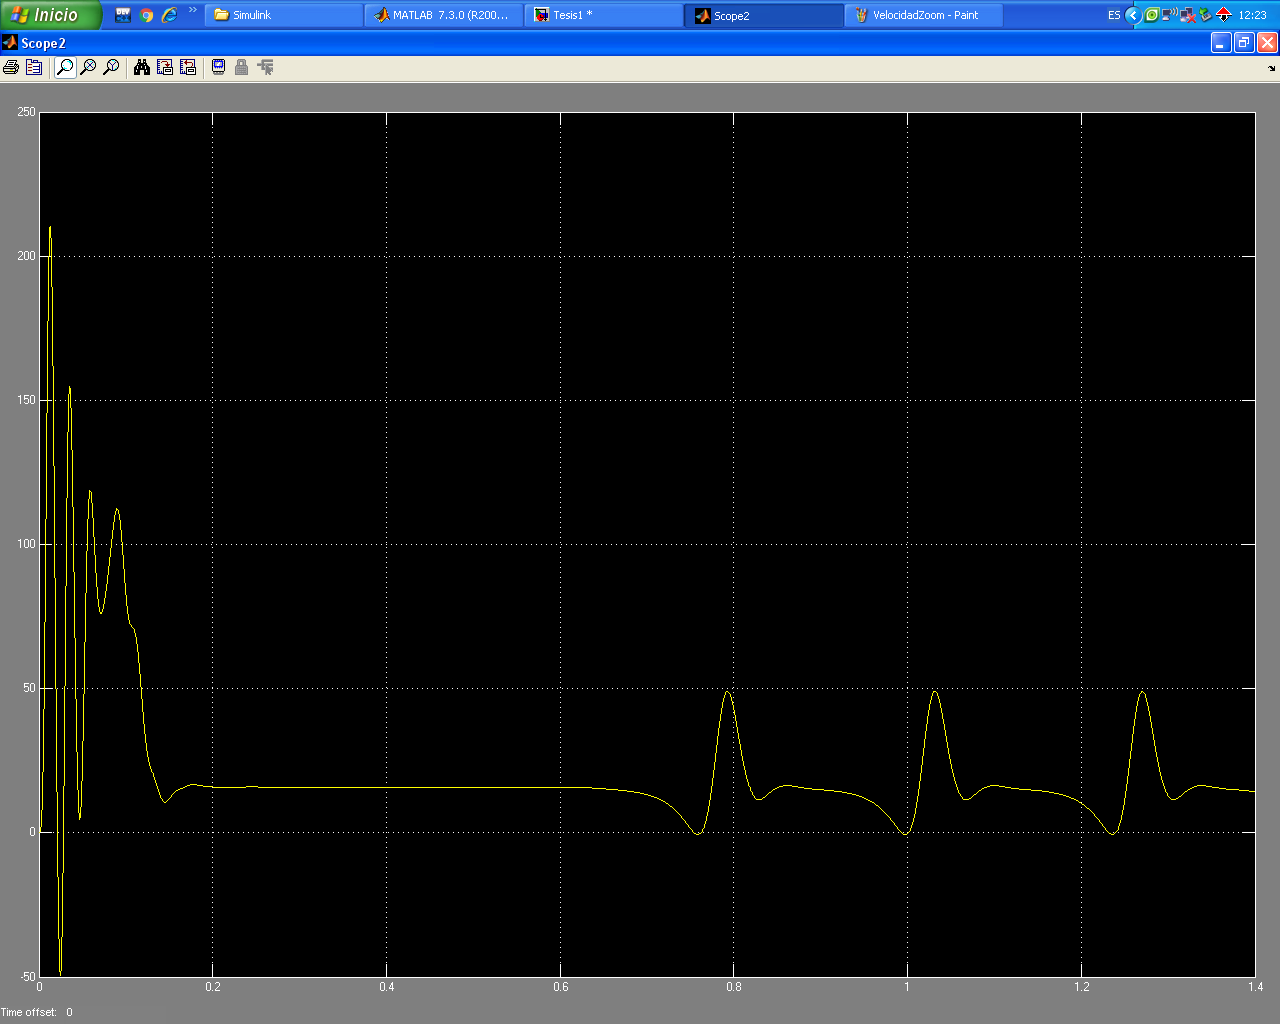 Inicio
DEV
»
Simulink
MATLAB 7.3.0 (R200...
Tesis1 *
Scope2
VelocidadZoom - Paint
ES
12:23
Scope2
250
200
150
100
50
0
-50
0
0.2
0.4
0.6
0.8
1
1.2
1.4
Time offset: 0